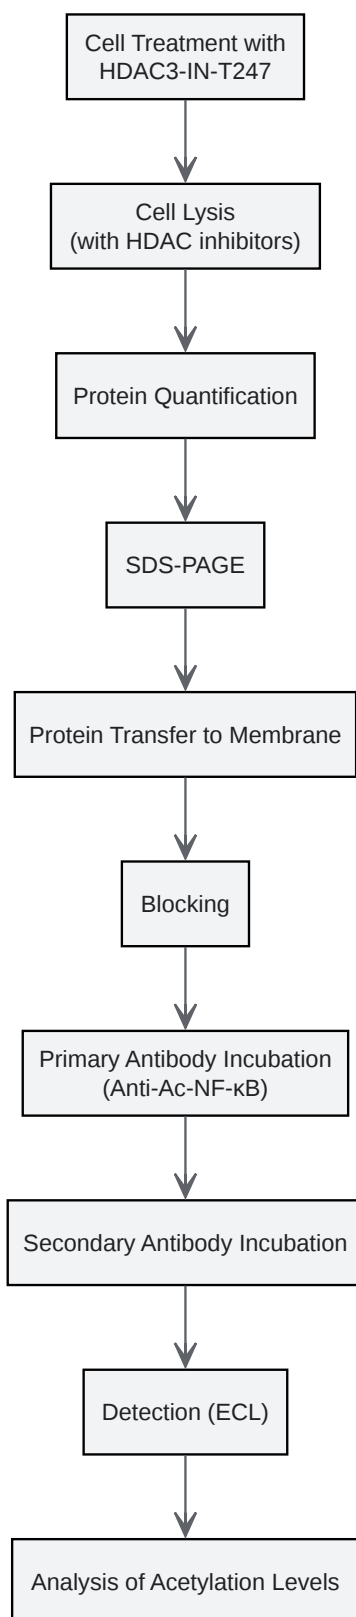 Cell Treatment with
HDAC3-IN-T247
Cell Lysis
(with HDAC inhibitors)
Protein Quantification
SDS-PAGE
Protein Transfer to Membrane
Blocking
Primary Antibody Incubation
(Anti-Ac-NF-κB)
Secondary Antibody Incubation
Detection (ECL)
Analysis of Acetylation Levels